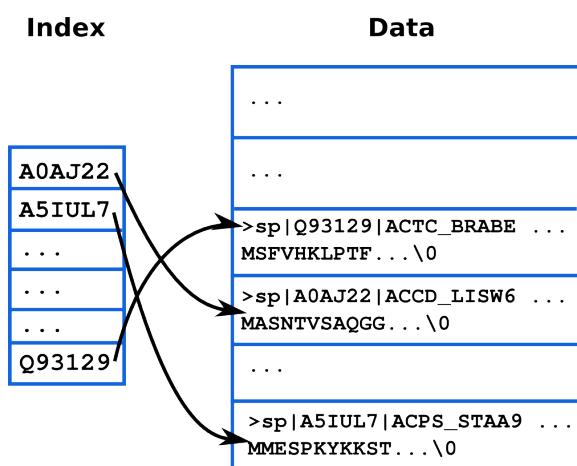 Index
Data
A0AJ22
A5IUL7
...
...
...
Q93129
...
...
>sp|Q93129|ACTC_BRABE ...
MSFVHKLPTF...\0
>sp|A0AJ22|ACCD_LISW6 ...
MASNTVSAQGG...\0
...
>sp|A5IUL7|ACPS_STAA9 ...
MMESPKYKKST...\0